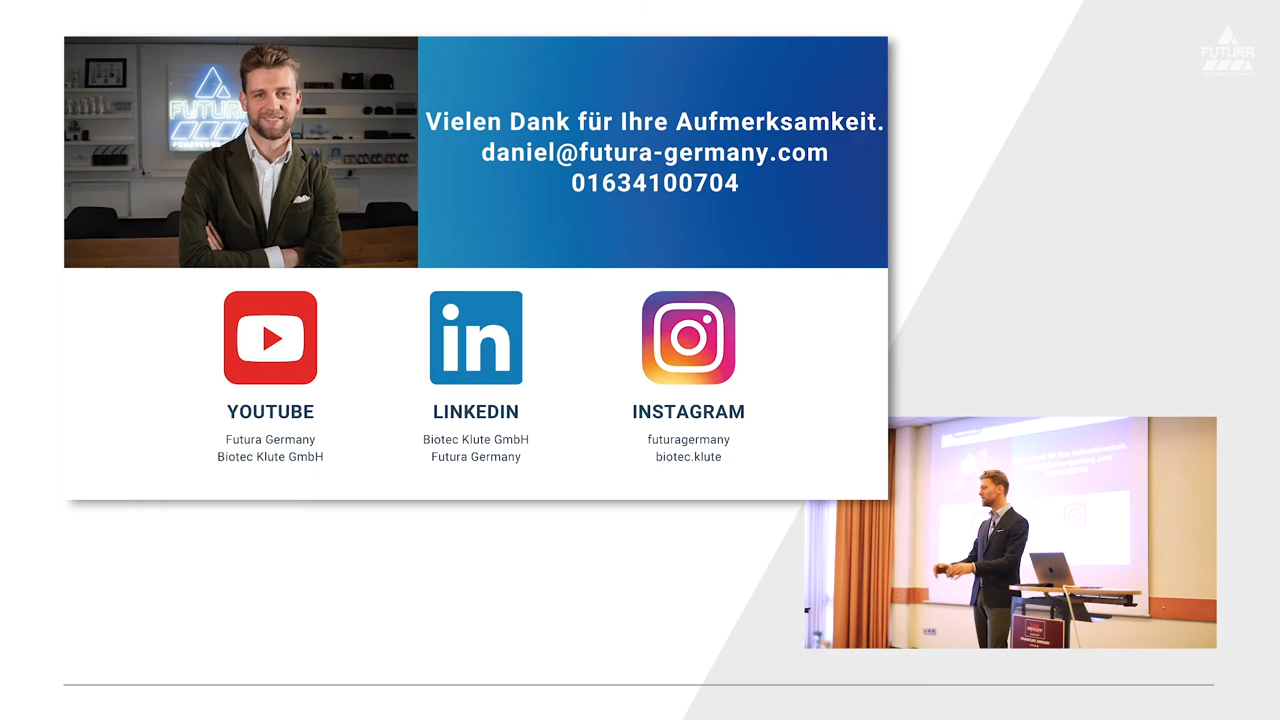 FUTURA
Vielen Dank für Ihre Aufmerksamkeit.
daniel@futura-germany.com
01634100704
YOUTUBE
Futura Germany
Biotec Klute GmbH
LINKEDIN
Biotec Klute GmbH
Futura Germany
INSTAGRAM
futuragermany
biotec.klute
FUTURA